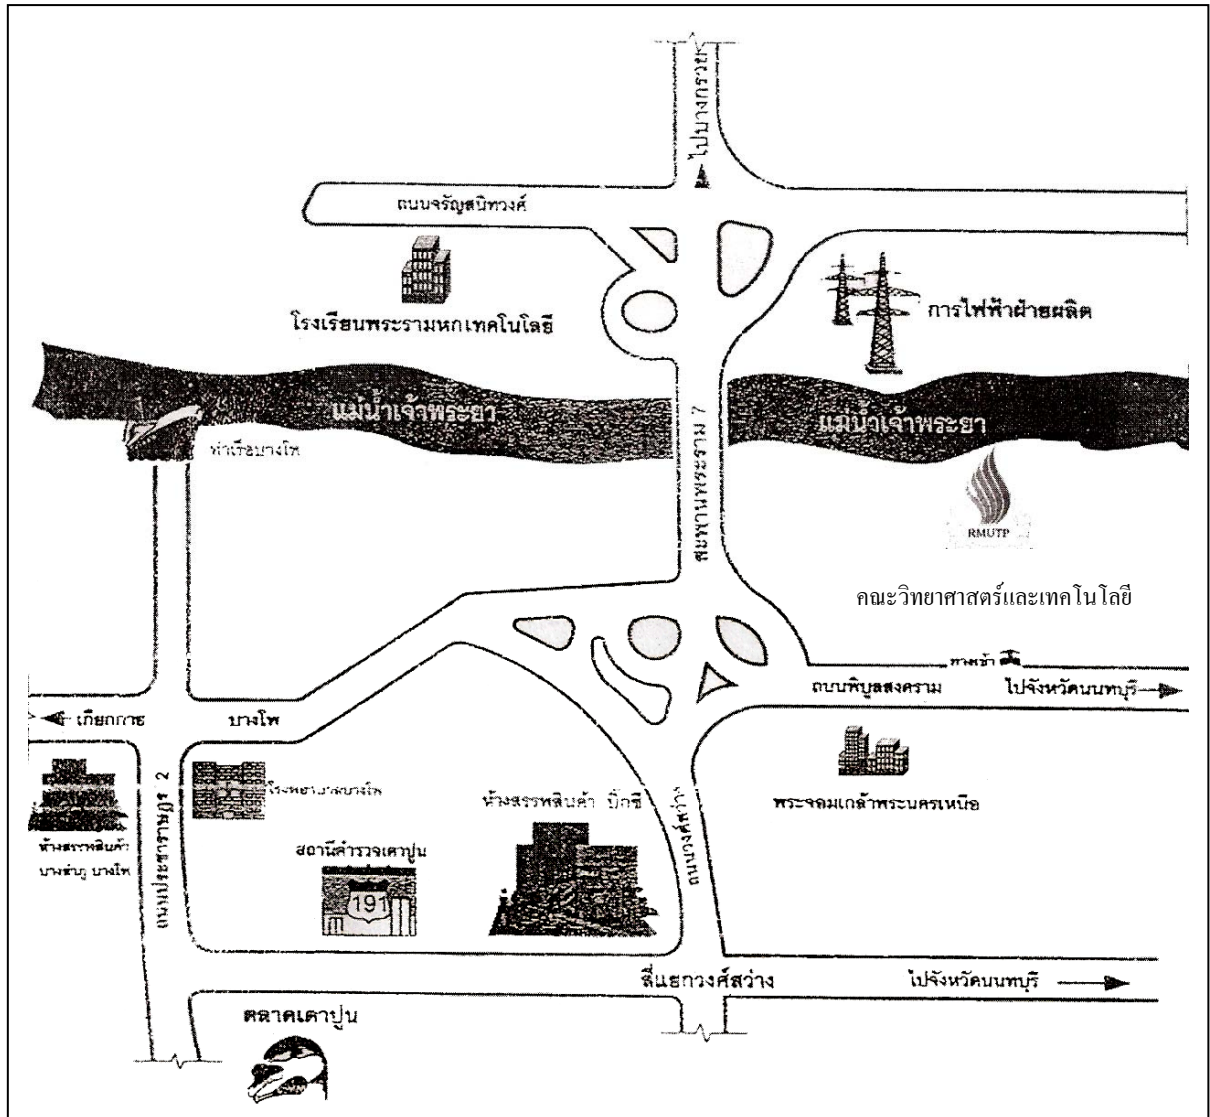 ไปบางกรวย
ถนนจรัญสนิทวงศ์
โรงเรียนพระรามหกเทคโนโลยี
การไฟฟ้าฝ่ายผลิต
แม่น้ำเจ้าพระยา
แม่น้ำเจ้าพระยา
ท่าเรือบางโพ
สะพานพระราม 7
RMUTP
คณะวิทยาศาสตร์และเทคโนโลยี
ทางเข้า
ถนนพิบูลสงคราม
ไปจังหวัดนนทบุรี
เกียกกาย
บางโพ
ถนนประชาราษฎร 2
โรงพยาบาลบางโพ
ห้างสรรพสินค้า บิ๊กซี
ถนนวงศ์สว่าง
พระจอมเกล้าพระนครเหนือ
ห้างสรรพสินค้า
บางลำภู บางโพ
สถานีตำรวจเตาปูน
191
สี่แยกวงศ์สว่าง
ไปจังหวัดนนทบุรี
ตลาดเตาปูน